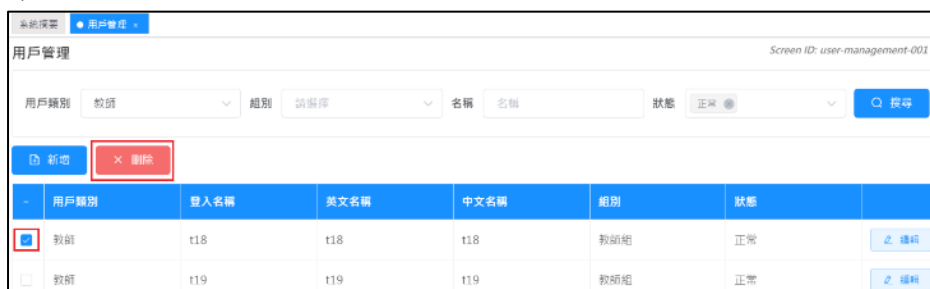 系統摘要 ● 用戶管理 ×
用戶管理 Screen ID: user-management-001
用戶類別 教師 組別 請選擇 名稱 名稱 狀態 正常 搜尋
新增 × 刪除
- 用戶類別 登入名稱 英文名稱 中文名稱 組別 狀態
教師 t18 t18 t18 教師組 正常 編輯
教師 t19 t19 t19 教師組 正常 編輯